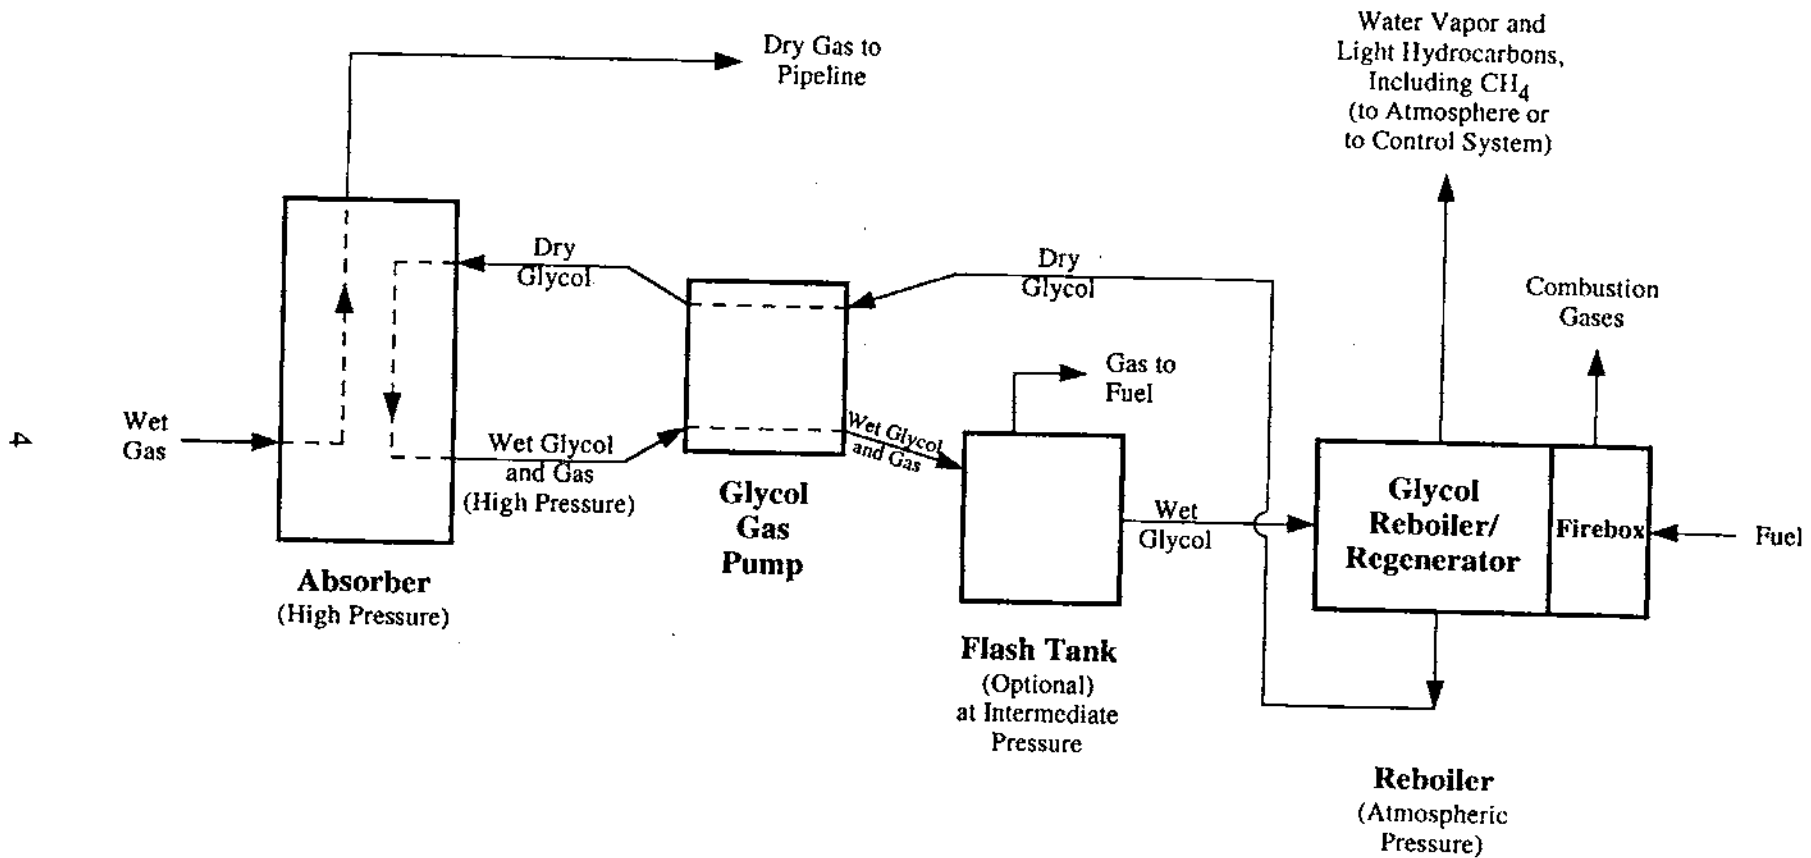 Water Vapor and
Light Hydrocarbons,
Including CH4
(to Atmosphere or
to Control System)
Dry Gas to
Pipeline
Dry
Glycol
Dry
Glycol
Combustion
Gases
Gas to
Fuel
Wet
Gas
4
Wet Glycol
and Gas
(High Pressure)
Wet Glycol
and Gas
Glycol
Gas
Pump
Wet
Glycol
Glycol
Reboiler/
Regenerator
Firebox
Fuel
Absorber
(High Pressure)
Flash Tank
(Optional)
at Intermediate
Pressure
Reboiler
(Atmospheric
Pressure)